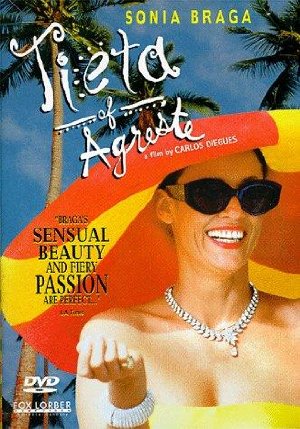 SONIA BRAGA
Tieta
of
Agreste
a film by CARLOS DIEGUES
"BRAGA'S
SENSUAL
BEAUTY
AND FIERY
PASSION
ARE PERFECT..."
L.A. Times
DVD
FOX LORBER